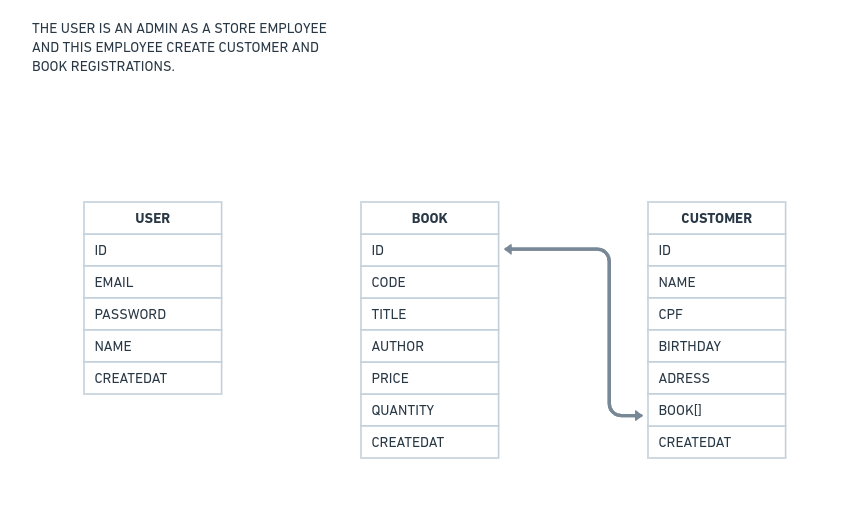 THE USER IS AN ADMIN AS A STORE EMPLOYEE
AND THIS EMPLOYEE CREATE CUSTOMER AND
BOOK REGISTRATIONS.
USER
ID
EMAIL
PASSWORD
NAME
CREATEDAT
BOOK
ID
CODE
TITLE
AUTHOR
PRICE
QUANTITY
CREATEDAT
CUSTOMER
ID
NAME
CPF
BIRTHDAY
ADRESS
BOOK[]
CREATEDAT